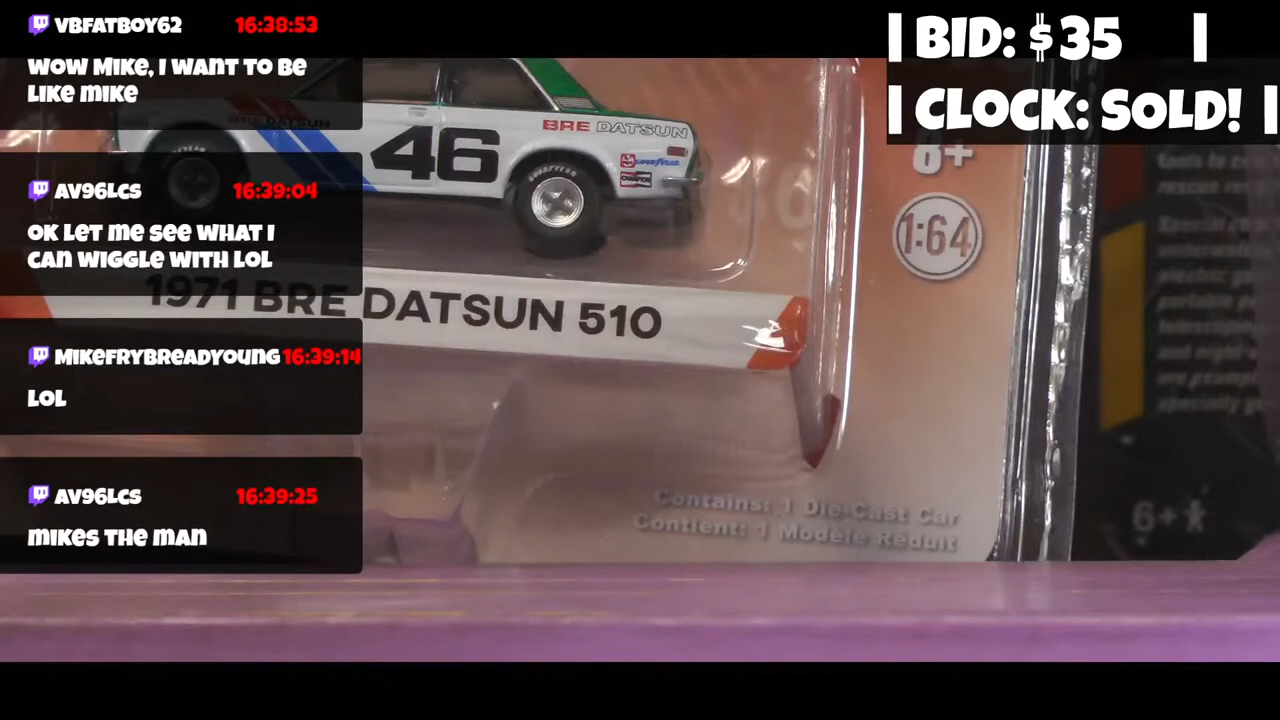 VBFATBOY62 16:38:53
WOW MIKE, I WANT TO BE
LIKE MIKE
AV96LCS 16:39:04
OK LET ME SEE WHAT I
CAN WIGGLE WITH LOL
MIKEFRYBREADYOUNG 16:39:14
LOL
AV96LCS 16:39:25
MIKES THE MAN
| BID: $35 |
| CLOCK: SOLD! |
BRE DATSUN
46
BRE DATSUN
GOODYEAR
CHAMPION
GOODYEAR
1971 BRE DATSUN 510
8+
1:64
Contains: 1 Die-Cast Car
Contient: 1 Modèle Réduit
6+